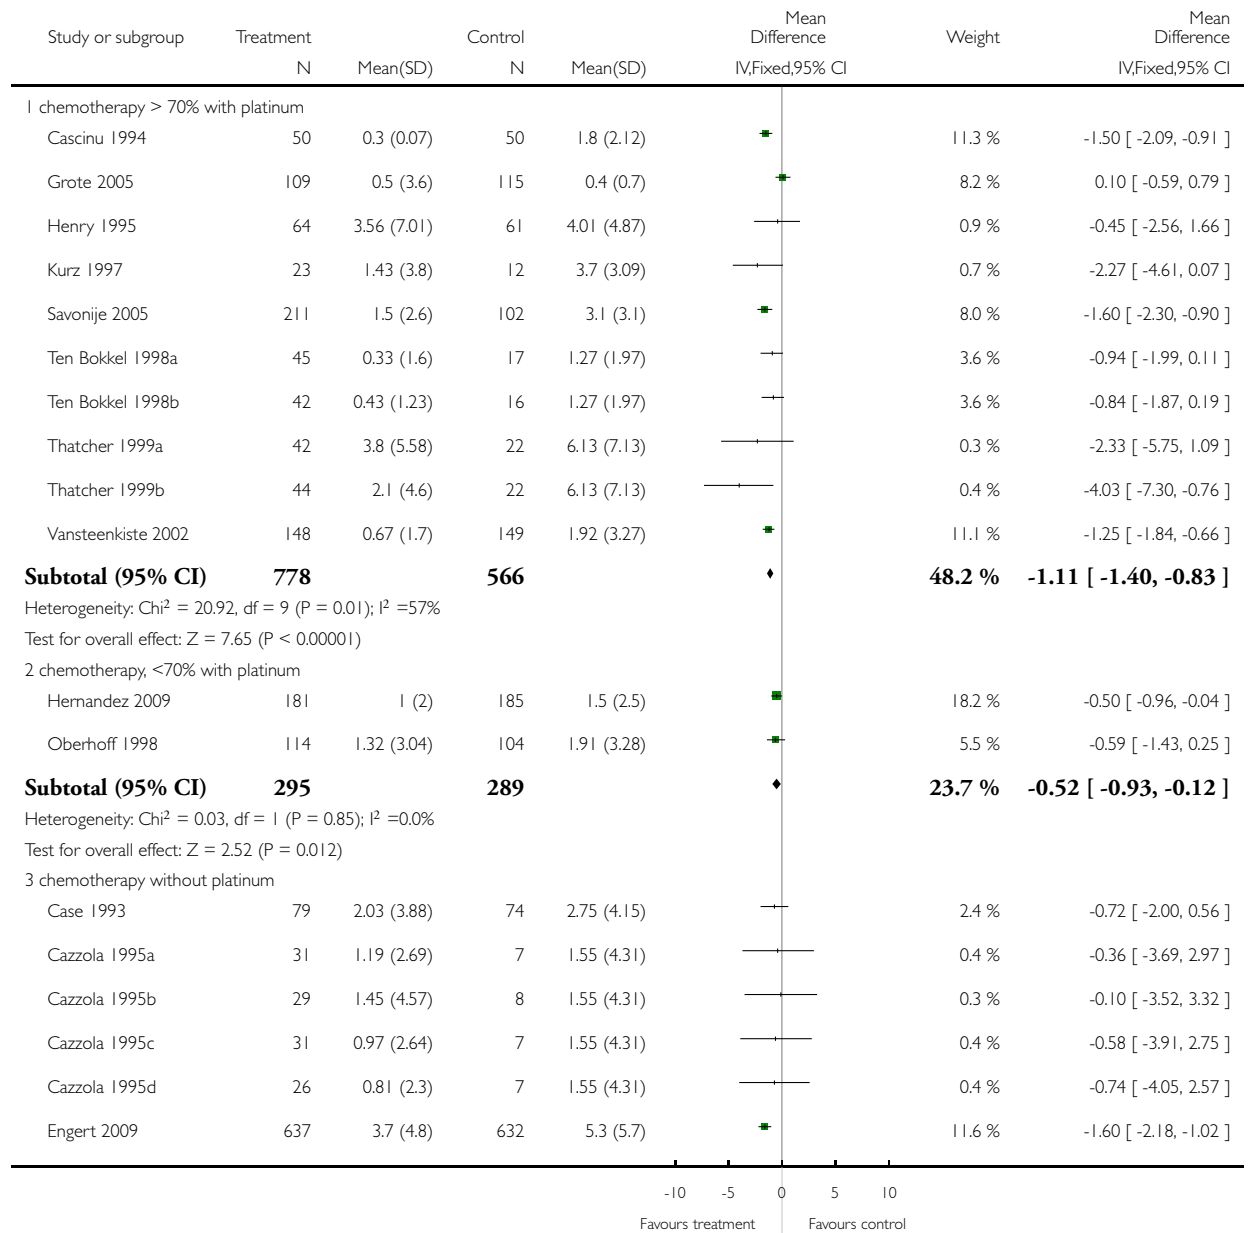 Mean Mean
Study or subgroup Treatment Control Difference Weight Difference
N Mean(SD) N Mean(SD) IV,Fixed,95% CI IV,Fixed,95% CI
1 chemotherapy > 70% with platinum
Cascinu 1994 50 0.3 (0.07) 50 1.8 (2.12) 11.3 % -1.50 [ -2.09, -0.91 ]
Grote 2005 109 0.5 (3.6) 115 0.4 (0.7) 8.2 % 0.10 [ -0.59, 0.79 ]
Henry 1995 64 3.56 (7.01) 61 4.01 (4.87) 0.9 % -0.45 [ -2.56, 1.66 ]
Kurz 1997 23 1.43 (3.8) 12 3.7 (3.09) 0.7 % -2.27 [ -4.61, 0.07 ]
Savonije 2005 211 1.5 (2.6) 102 3.1 (3.1) 8.0 % -1.60 [ -2.30, -0.90 ]
Ten Bokkel 1998a 45 0.33 (1.6) 17 1.27 (1.97) 3.6 % -0.94 [ -1.99, 0.11 ]
Ten Bokkel 1998b 42 0.43 (1.23) 16 1.27 (1.97) 3.6 % -0.84 [ -1.87, 0.19 ]
Thatcher 1999a 42 3.8 (5.58) 22 6.13 (7.13) 0.3 % -2.33 [ -5.75, 1.09 ]
Thatcher 1999b 44 2.1 (4.6) 22 6.13 (7.13) 0.4 % -4.03 [ -7.30, -0.76 ]
Vansteenkiste 2002 148 0.67 (1.7) 149 1.92 (3.27) 11.1 % -1.25 [ -1.84, -0.66 ]
Subtotal (95% CI) 778 566 48.2 % -1.11 [ -1.40, -0.83 ]
Heterogeneity: Chi² = 20.92, df = 9 (P = 0.01); I² =57%
Test for overall effect: Z = 7.65 (P < 0.00001)
2 chemotherapy, <70% with platinum
Hernandez 2009 181 1 (2) 185 1.5 (2.5) 18.2 % -0.50 [ -0.96, -0.04 ]
Oberhoff 1998 114 1.32 (3.04) 104 1.91 (3.28) 5.5 % -0.59 [ -1.43, 0.25 ]
Subtotal (95% CI) 295 289 23.7 % -0.52 [ -0.93, -0.12 ]
Heterogeneity: Chi² = 0.03, df = 1 (P = 0.85); I² =0.0%
Test for overall effect: Z = 2.52 (P = 0.012)
3 chemotherapy without platinum
Case 1993 79 2.03 (3.88) 74 2.75 (4.15) 2.4 % -0.72 [ -2.00, 0.56 ]
Cazzola 1995a 31 1.19 (2.69) 7 1.55 (4.31) 0.4 % -0.36 [ -3.69, 2.97 ]
Cazzola 1995b 29 1.45 (4.57) 8 1.55 (4.31) 0.3 % -0.10 [ -3.52, 3.32 ]
Cazzola 1995c 31 0.97 (2.64) 7 1.55 (4.31) 0.4 % -0.58 [ -3.91, 2.75 ]
Cazzola 1995d 26 0.81 (2.3) 7 1.55 (4.31) 0.4 % -0.74 [ -4.05, 2.57 ]
Engert 2009 637 3.7 (4.8) 632 5.3 (5.7) 11.6 % -1.60 [ -2.18, -1.02 ]
-10 -5 0 5 10
Favours treatment Favours control